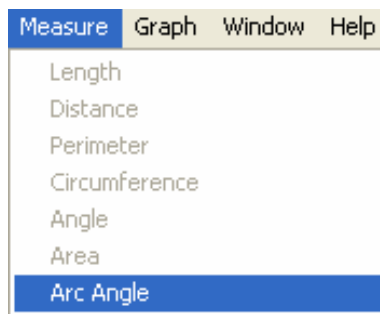 Measure Graph Window Help
Length
Distance
Perimeter
Circumference
Angle
Area
Arc Angle